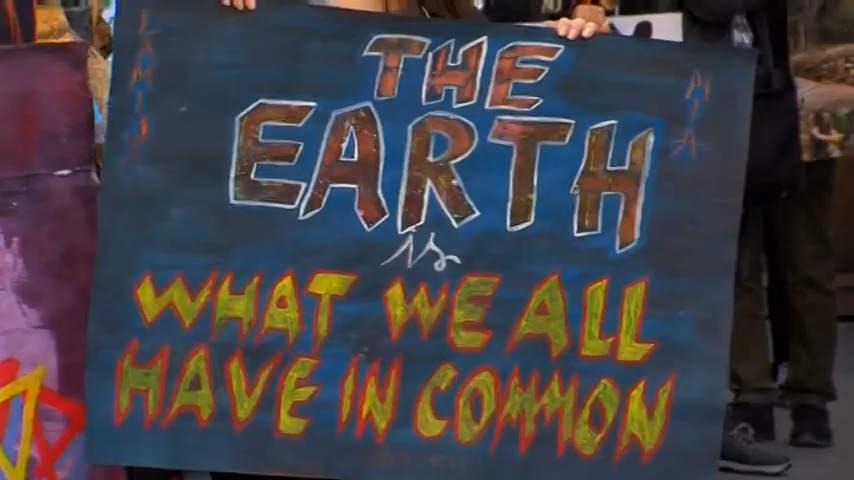 THE
EARTH
is
WHAT WE ALL
HAVE IN COMMON